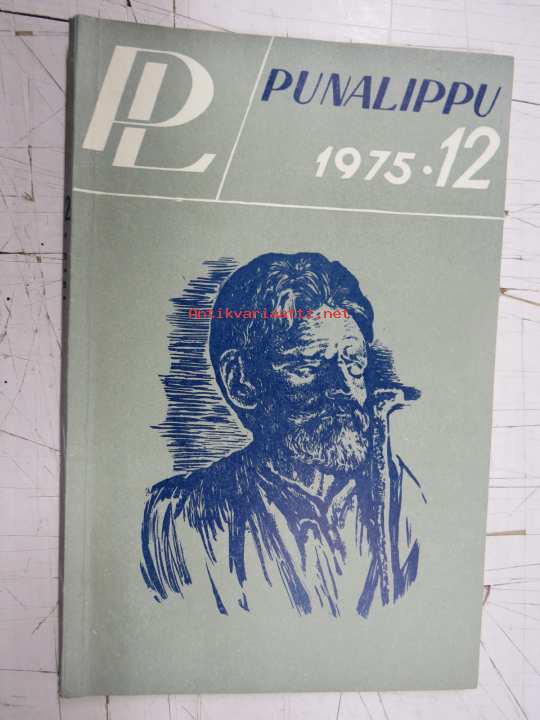 PL
PUNALIPPU
1975 · 12
Antikvariaatti.net